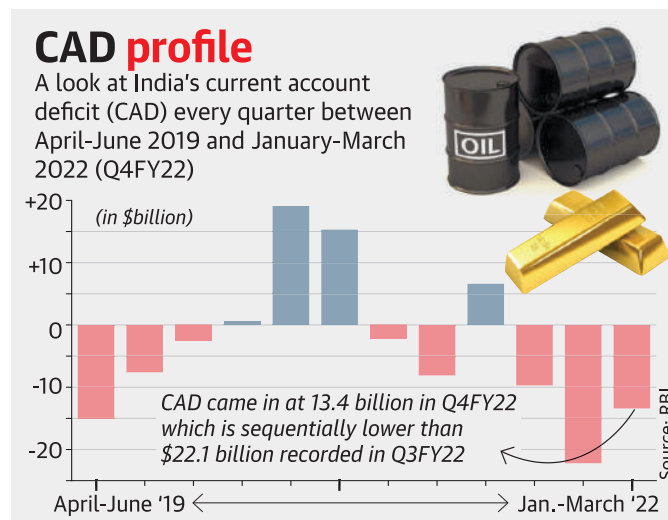 CAD profile
A look at India's current account
deficit (CAD) every quarter between
April-June 2019 and January-March
2022 (Q4FY22)
OIL
+20
(in $billion)
+10
0
-10
-20
CAD came in at 13.4 billion in Q4FY22
which is sequentially lower than
$22.1 billion recorded in Q3FY22
Source: RBI
April-June '19
Jan.-March '22